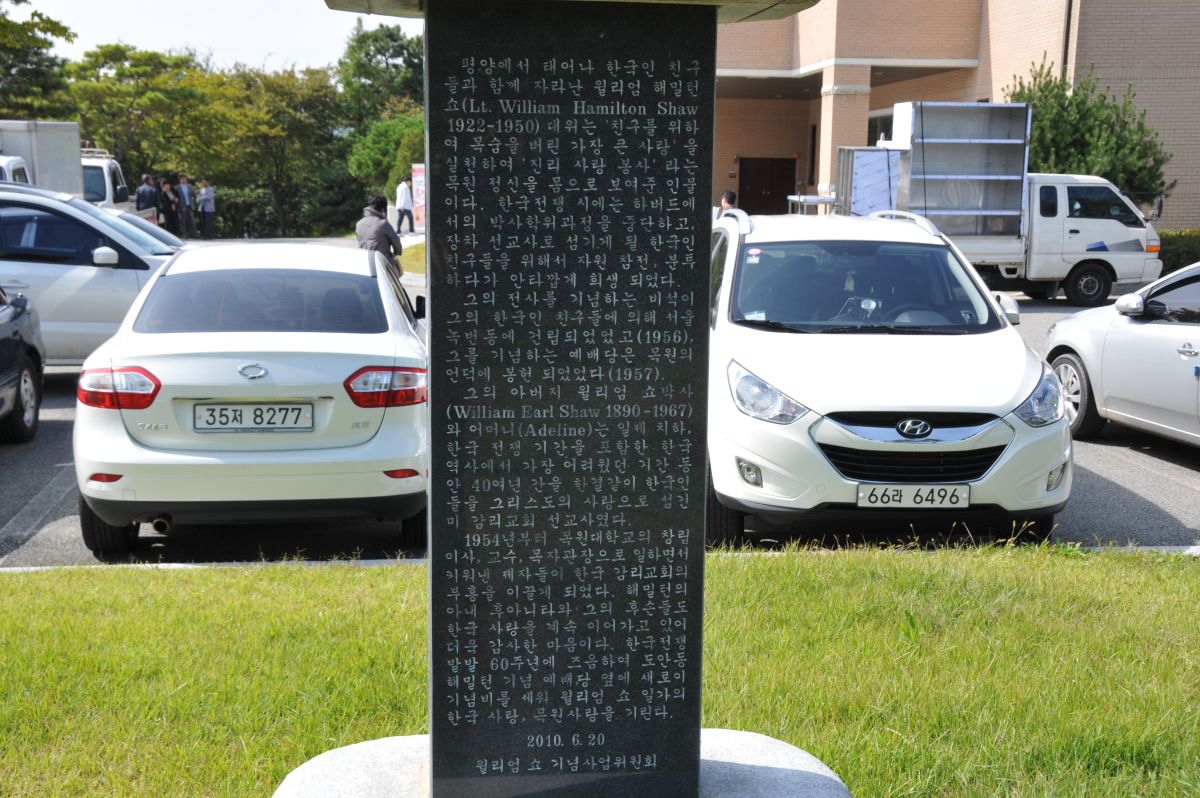 평양에서 태어나 한국인 친구
들과 함께 자라난 윌리엄 해밀턴
쇼(Lt. William Hamilton Shaw
1922-1950) 대위는 '친구를 위하
여 목숨을 버린 가장 큰 사랑' 을
실천하여 '진리 사랑 봉사' 라는
목원 정신을 몸으로 보여준 인물
이다. 한국전쟁 시에는 하버드에
서의 박사학위과정을 중단하고,
장차 선교사로 섬기게 될 한국인
친구들을 위해서 자원 참전, 분투
하다가 안타깝게 희생 되었다.
그의 전사를 기념하는 비석이
그의 한국인 친구들에 의해 서울
녹번동에 건립되었었고(1956).
그를 기념하는 예배당은 목원의
언덕에 봉헌 되었었다(1957).
그의 아버지 윌리엄 쇼박사
(William Earl Shaw 1890-1967)
와 어머니(Adeline)는 일제 치하,
한국 전쟁 기간을 포함한 한국
역사에서 가장 어려웠던 기간 동
안 40여년 간을 한결같이 한국인
들을 그리스도의 사랑으로 섬긴
미 감리교회 선교사였다.
1954년부터 목원대학교의 창립
이사, 교수, 목자관장으로 일하면서
키워낸 제자들이 한국 감리교회의
부흥을 이끌게 되었다. 해밀턴의
아내 후아니타와 그의 후손들도
한국 사랑을 계속 이어가고 있어
더욱 감사한 마음이다. 한국전쟁
발발 60주년에 즈음하여 도안동
해밀턴 기념 예배당 옆에 새로이
기념비를 세워 윌리엄 쇼 일가의
한국 사랑, 목원사랑을 기린다.
2010. 6. 20
윌리엄 쇼 기념사업위원회
35저 8277
66라 6496